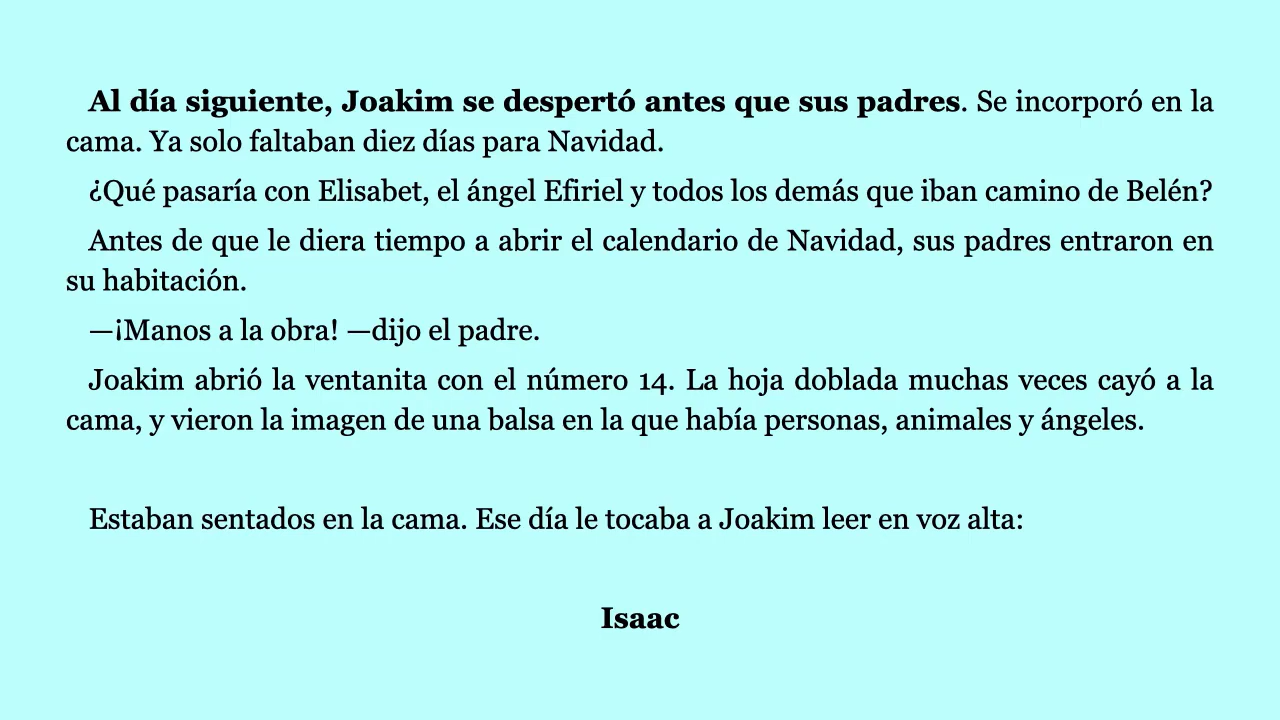 Al día siguiente, Joakim se despertó antes que sus padres. Se incorporó en la
cama. Ya solo faltaban diez días para Navidad.
¿Qué pasaría con Elisabet, el ángel Efiriel y todos los demás que iban camino de Belén?
Antes de que le diera tiempo a abrir el calendario de Navidad, sus padres entraron en
su habitación.
—¡Manos a la obra! —dijo el padre.
Joakim abrió la ventanita con el número 14. La hoja doblada muchas veces cayó a la
cama, y vieron la imagen de una balsa en la que había personas, animales y ángeles.
Estaban sentados en la cama. Ese día le tocaba a Joakim leer en voz alta:
Isaac